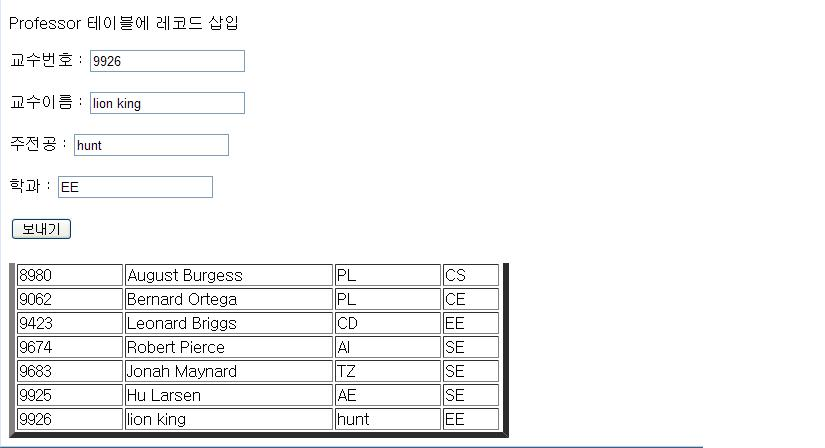 Professor 테이블에 레코드 삽입
교수번호 : 9926
교수이름 : lion king
주전공 : hunt
학과 : EE
보내기
8980 August Burgess PL CS
9062 Bernard Ortega PL CE
9423 Leonard Briggs CD EE
9674 Robert Pierce AI SE
9683 Jonah Maynard TZ SE
9925 Hu Larsen AE SE
9926 lion king hunt EE